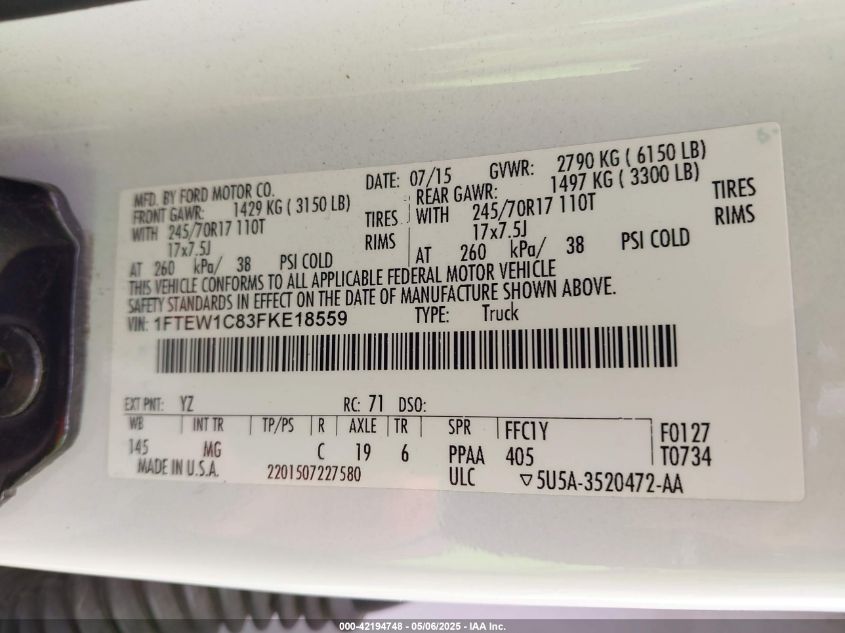 MFD. BY FORD MOTOR CO. DATE: 07/15 GVWR: 2790 KG ( 6150 LB)
FRONT GAWR: 1429 KG ( 3150 LB) REAR GAWR: 1497 KG ( 3300 LB)
WITH 245/70R17 110T TIRES WITH 245/70R17 110T TIRES
17x7.5J RIMS 17x7.5J RIMS
AT 260 kPa/ 38 PSI COLD AT 260 kPa/ 38 PSI COLD
THIS VEHICLE CONFORMS TO ALL APPLICABLE FEDERAL MOTOR VEHICLE
SAFETY STANDARDS IN EFFECT ON THE DATE OF MANUFACTURE SHOWN ABOVE.
VIN: 1FTEW1C83FKE18559 TYPE: Truck
EXT PNT: YZ RC: 71 DSO:
WB INT TR TP/PS R AXLE TR SPR FFC1Y F0127
145 MG C 19 6 PPAA 405 T0734
MADE IN U.S.A. 2201507227580 ULC ▽5U5A-3520472-AA
000-42194748 - 05/06/2025 - IAA Inc.